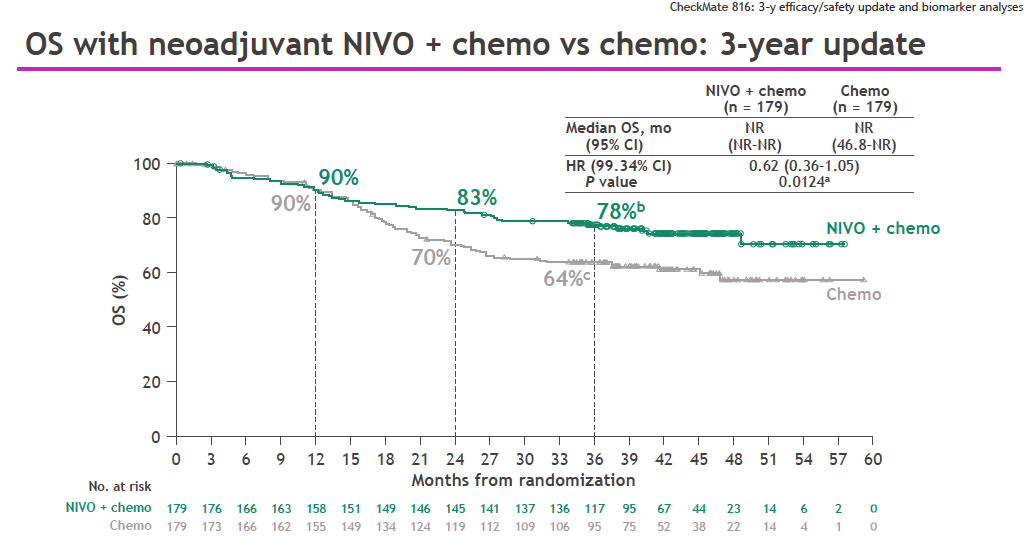 CheckMate 816: 3-y efficacy/safety update and biomarker analyses
OS with neoadjuvant NIVO + chemo vs chemo: 3-year update
NIVO + chemo Chemo
(n = 179) (n = 179)
Median OS, mo NR NR
(95% CI) (NR-NR) (46.8-NR)
HR (99.34% CI) 0.62 (0.36-1.05)
P value 0.0124ᵃ
OS (%)
100
80
60
40
20
0
90%
90%
83%
70%
78%ᵇ
64%ᶜ
NIVO + chemo
Chemo
0 3 6 9 12 15 18 21 24 27 30 33 36 39 42 45 48 51 54 57 60
Months from randomization
No. at risk
NIVO + chemo 179 176 166 163 158 151 149 146 145 141 137 136 117 95 67 44 23 14 6 2 0
Chemo 179 173 166 162 155 149 134 124 119 112 109 106 95 75 52 38 22 14 4 1 0